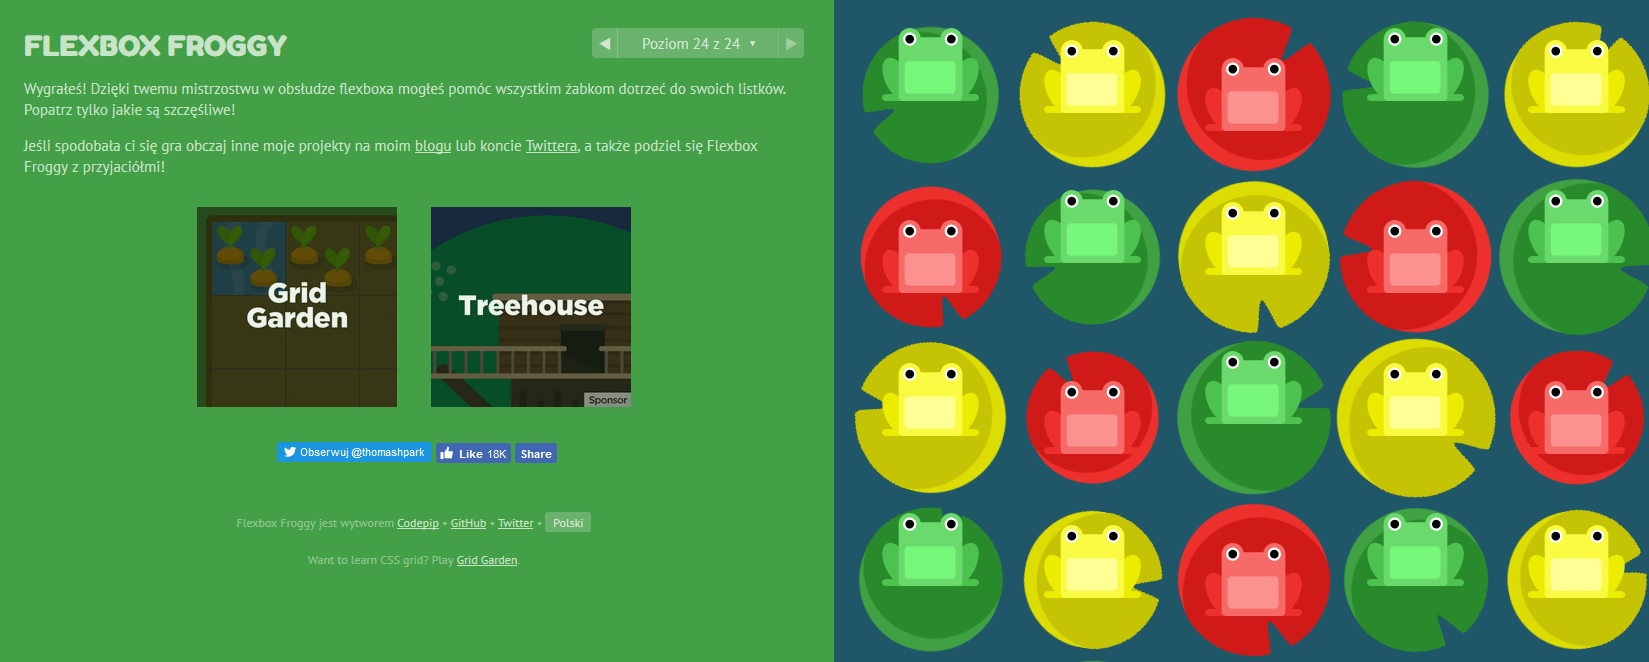 FLEXBOX FROGGY
Poziom 24 z 24
Wygrałeś! Dzięki twemu mistrzostwu w obsłudze flexboxa mogłeś pomóc wszystkim żabkom dotrzeć do swoich listków.
Popatrz tylko jakie są szczęśliwe!
Jeśli spodobała ci się gra obczaj inne moje projekty na moim blogu lub koncie Twittera, a także podziel się Flexbox
Froggy z przyjaciółmi!
Grid
Garden
Treehouse
Sponsor
Obserwuj @thomashpark
Like 18K
Share
Flexbox Froggy jest wytworem Codepip • GitHub • Twitter • Polski
Want to learn CSS grid? Play Grid Garden.